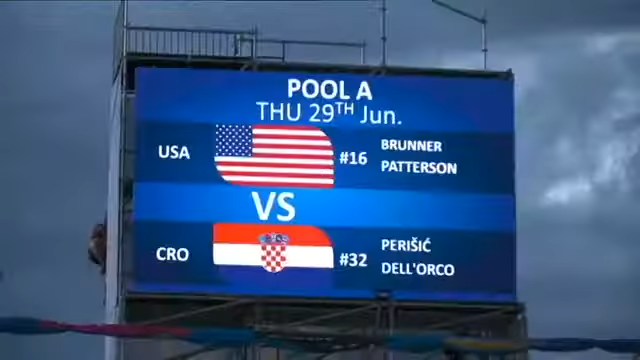 POOL A
THU 29TH Jun.
USA #16 BRUNNER
PATTERSON
VS
CRO #32 PERIŠIĆ
DELL'ORCO